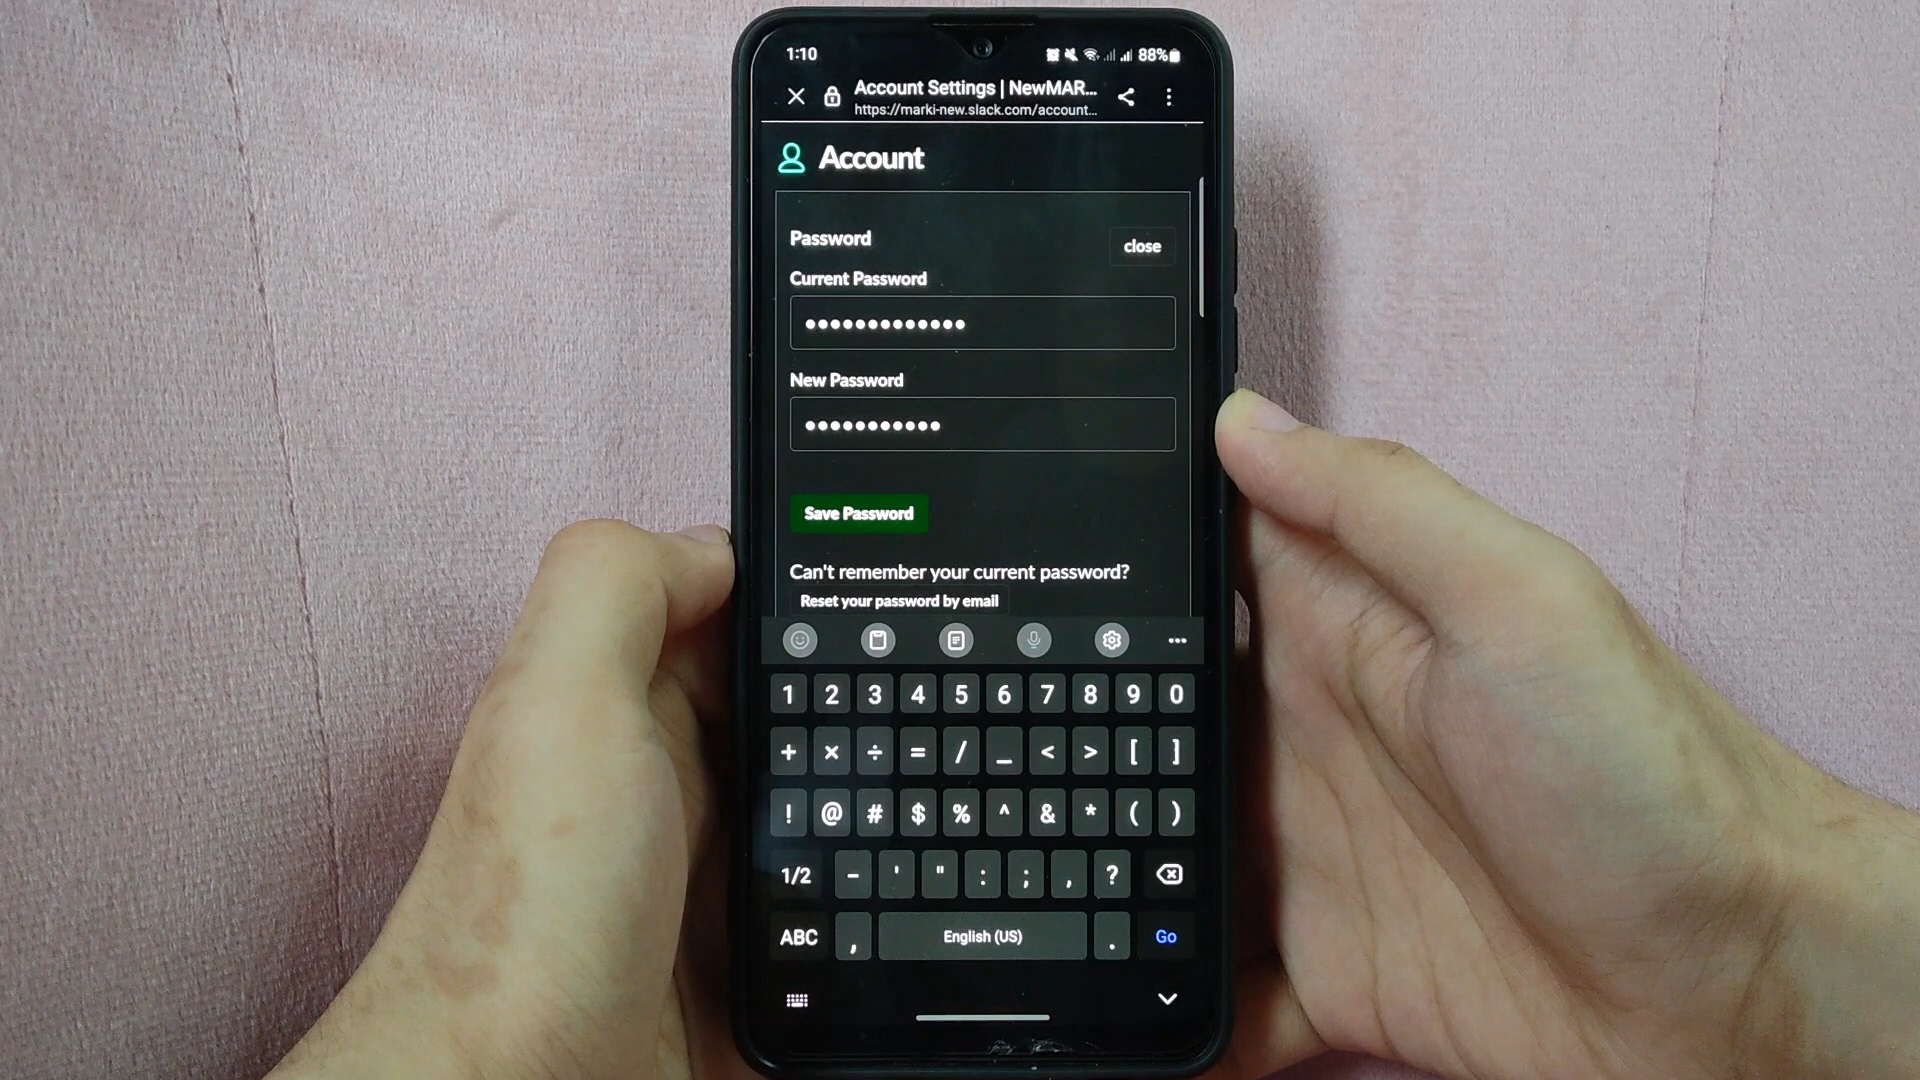 1:10 88%
Account Settings | NewMAR...
https://marki-new.slack.com/account...
Account
Password
close
Current Password
•••••••••••••
New Password
•••••••••••
Save Password
Can't remember your current password?
Reset your password by email
1 2 3 4 5 6 7 8 9 0
+ × ÷ = / _ < > [ ]
! @ # $ % ^ & * ( )
1/2 - ' " : ; , ?
ABC , English (US) . Go